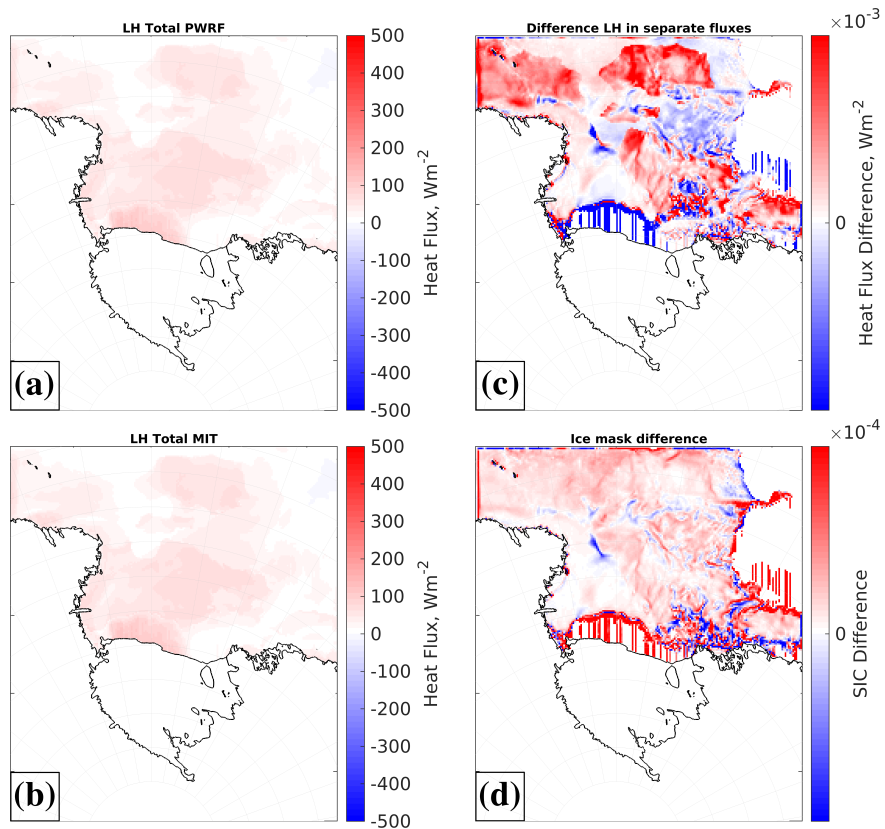 LH Total PWRF
500
400
300
200
100
0
-100
-200
-300
-400
-500
Heat Flux, Wm-2
(a)
Difference LH in separate fluxes
×10-3
0
Heat Flux Difference, Wm-2
(c)
LH Total MIT
500
400
300
200
100
0
-100
-200
-300
-400
-500
Heat Flux, Wm-2
(b)
Ice mask difference
×10-4
0
SIC Difference
(d)